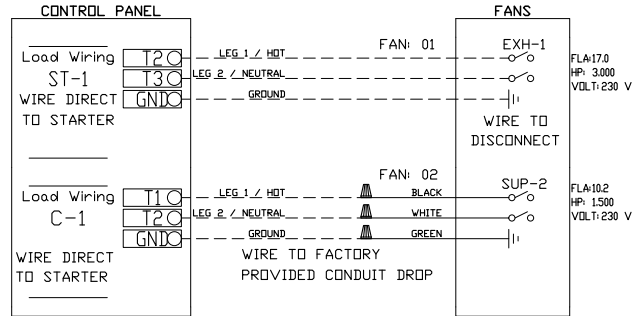 CONTROL PANEL
FANS
Load Wiring
ST-1
WIRE DIRECT
TO STARTER
T2
T3
GND
LEG 1 / HOT
LEG 2 / NEUTRAL
GROUND
FAN: 01
EXH-1
WIRE TO
DISCONNECT
FLA:17.0
HP: 3.000
VOLT:230 V
Load Wiring
C-1
WIRE DIRECT
TO STARTER
T1
T2
GND
LEG 1 / HOT
LEG 2 / NEUTRAL
GROUND
FAN: 02
BLACK
WHITE
GREEN
WIRE TO FACTORY
PROVIDED CONDUIT DROP
SUP-2
FLA:10.2
HP: 1.500
VOLT:230 V